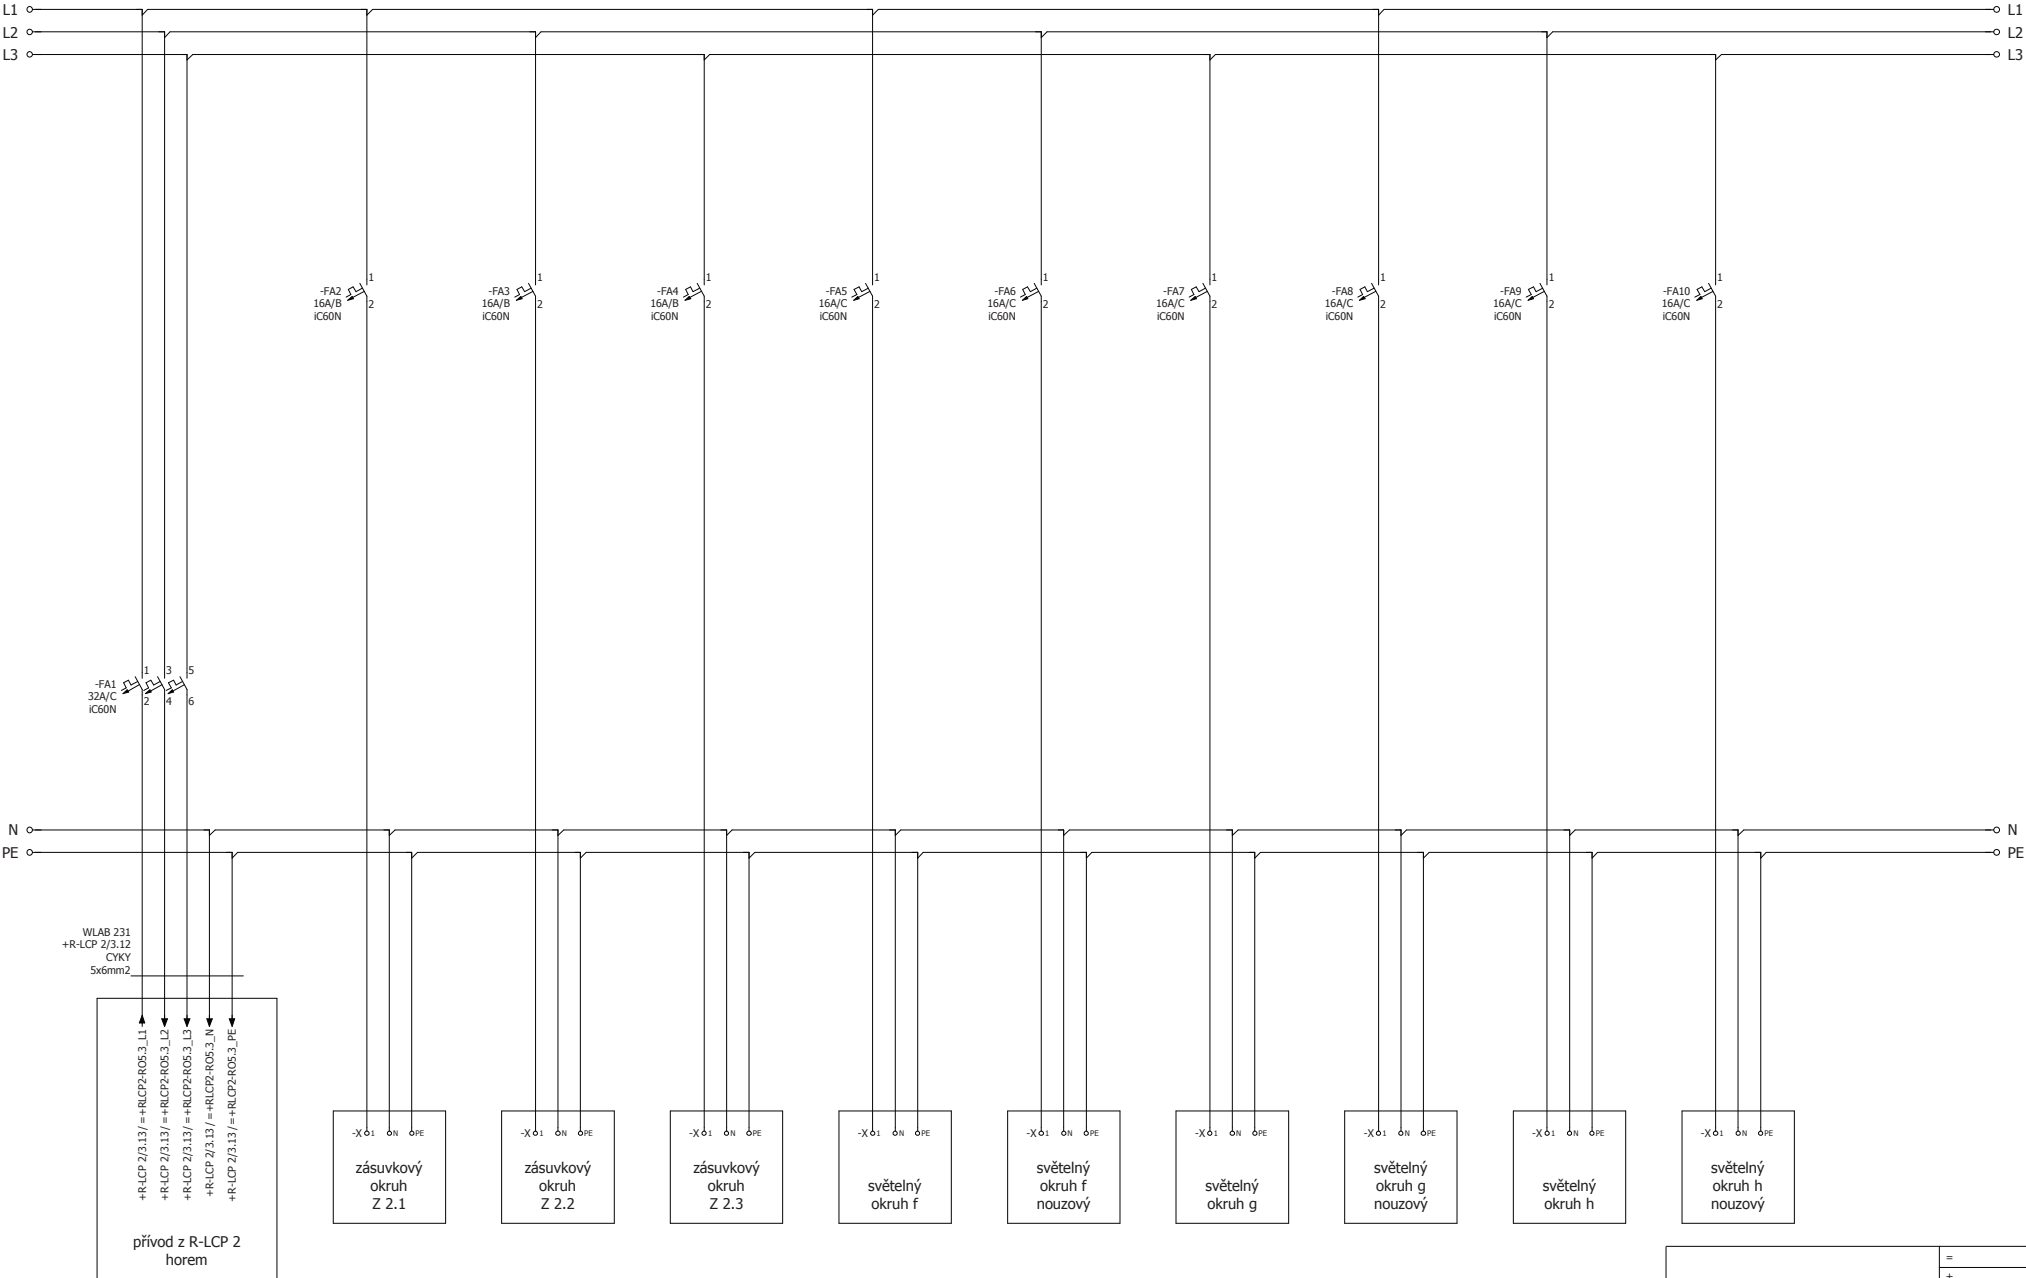 L1
L1
L2
L2
L3
L3
-FA2
16A/B
iC60N
1
2
-FA3
16A/B
iC60N
1
2
-FA4
16A/B
iC60N
1
2
-FA5
16A/C
iC60N
1
2
-FA6
16A/C
iC60N
1
2
-FA7
16A/C
iC60N
1
2
-FA8
16A/C
iC60N
1
2
-FA9
16A/C
iC60N
1
2
-FA10
16A/C
iC60N
1
2
-FA1
32A/C
iC60N
1
2
3
4
5
6
N
N
PE
PE
WLAB 231
+R-LCP 2/3.12
CYKY
5x6mm2
+R-LCP 2/3.13/ =+RLCP2-RO5.3_L1
+R-LCP 2/3.13/ =+RLCP2-RO5.3_L2
+R-LCP 2/3.13/ =+RLCP2-RO5.3_L3
+R-LCP 2/3.13/ =+RLCP2-RO5.3_N
+R-LCP 2/3.13/ =+RLCP2-RO5.3_PE
přívod z R-LCP 2
horem
-X 1 N PE
zásuvkový
okruh
Z 2.1
-X 1 N PE
zásuvkový
okruh
Z 2.2
-X 1 N PE
zásuvkový
okruh
Z 2.3
-X 1 N PE
světelný
okruh f
-X 1 N PE
světelný
okruh f
nouzový
-X 1 N PE
světelný
okruh g
-X 1 N PE
světelný
okruh g
nouzový
-X 1 N PE
světelný
okruh h
-X 1 N PE
světelný
okruh h
nouzový
=
+